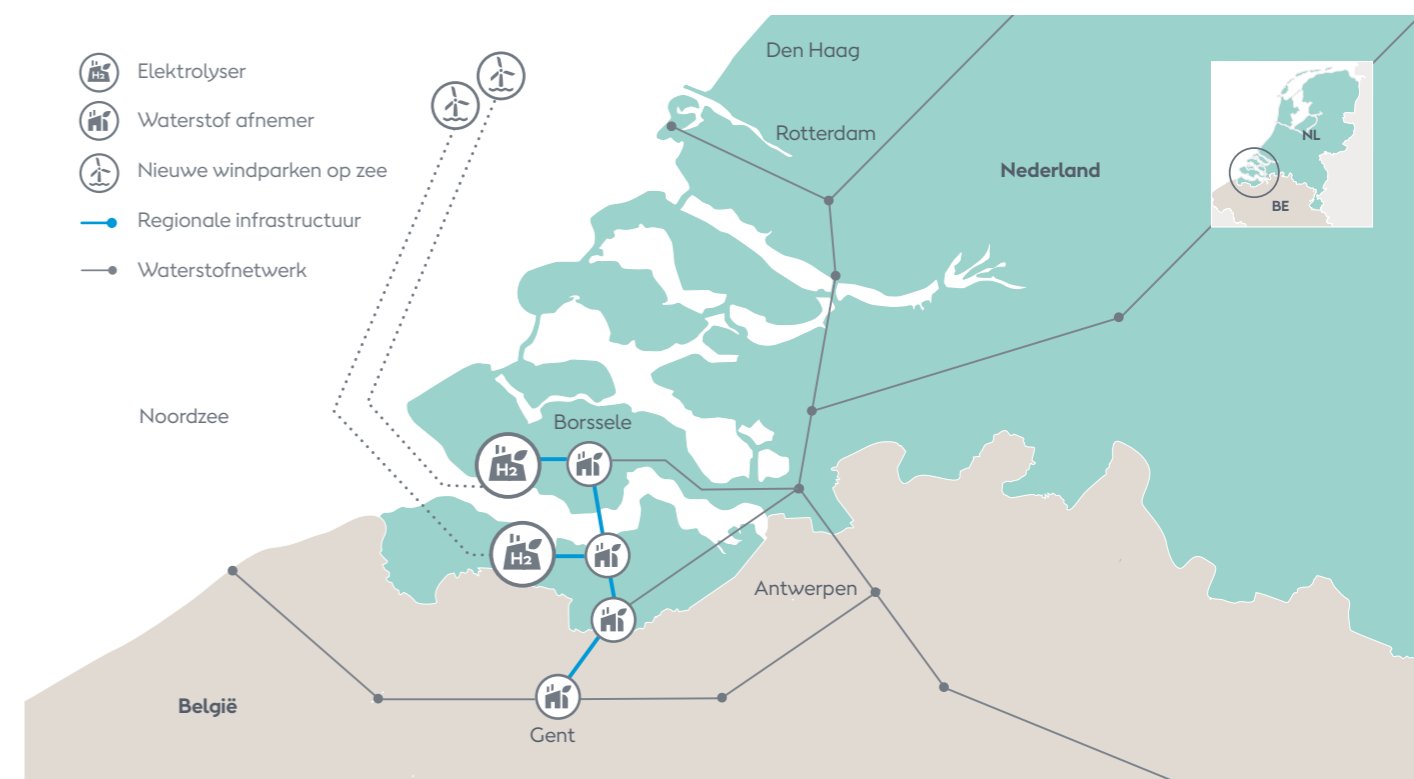 Elektrolyser
Waterstof afnemer
Nieuwe windparken op zee
Regionale infrastructuur
Waterstofnetwerk
Den Haag
Rotterdam
Nederland
NL
BE
Noordzee
Borssele
H2
H2
Antwerpen
België
Gent
H2